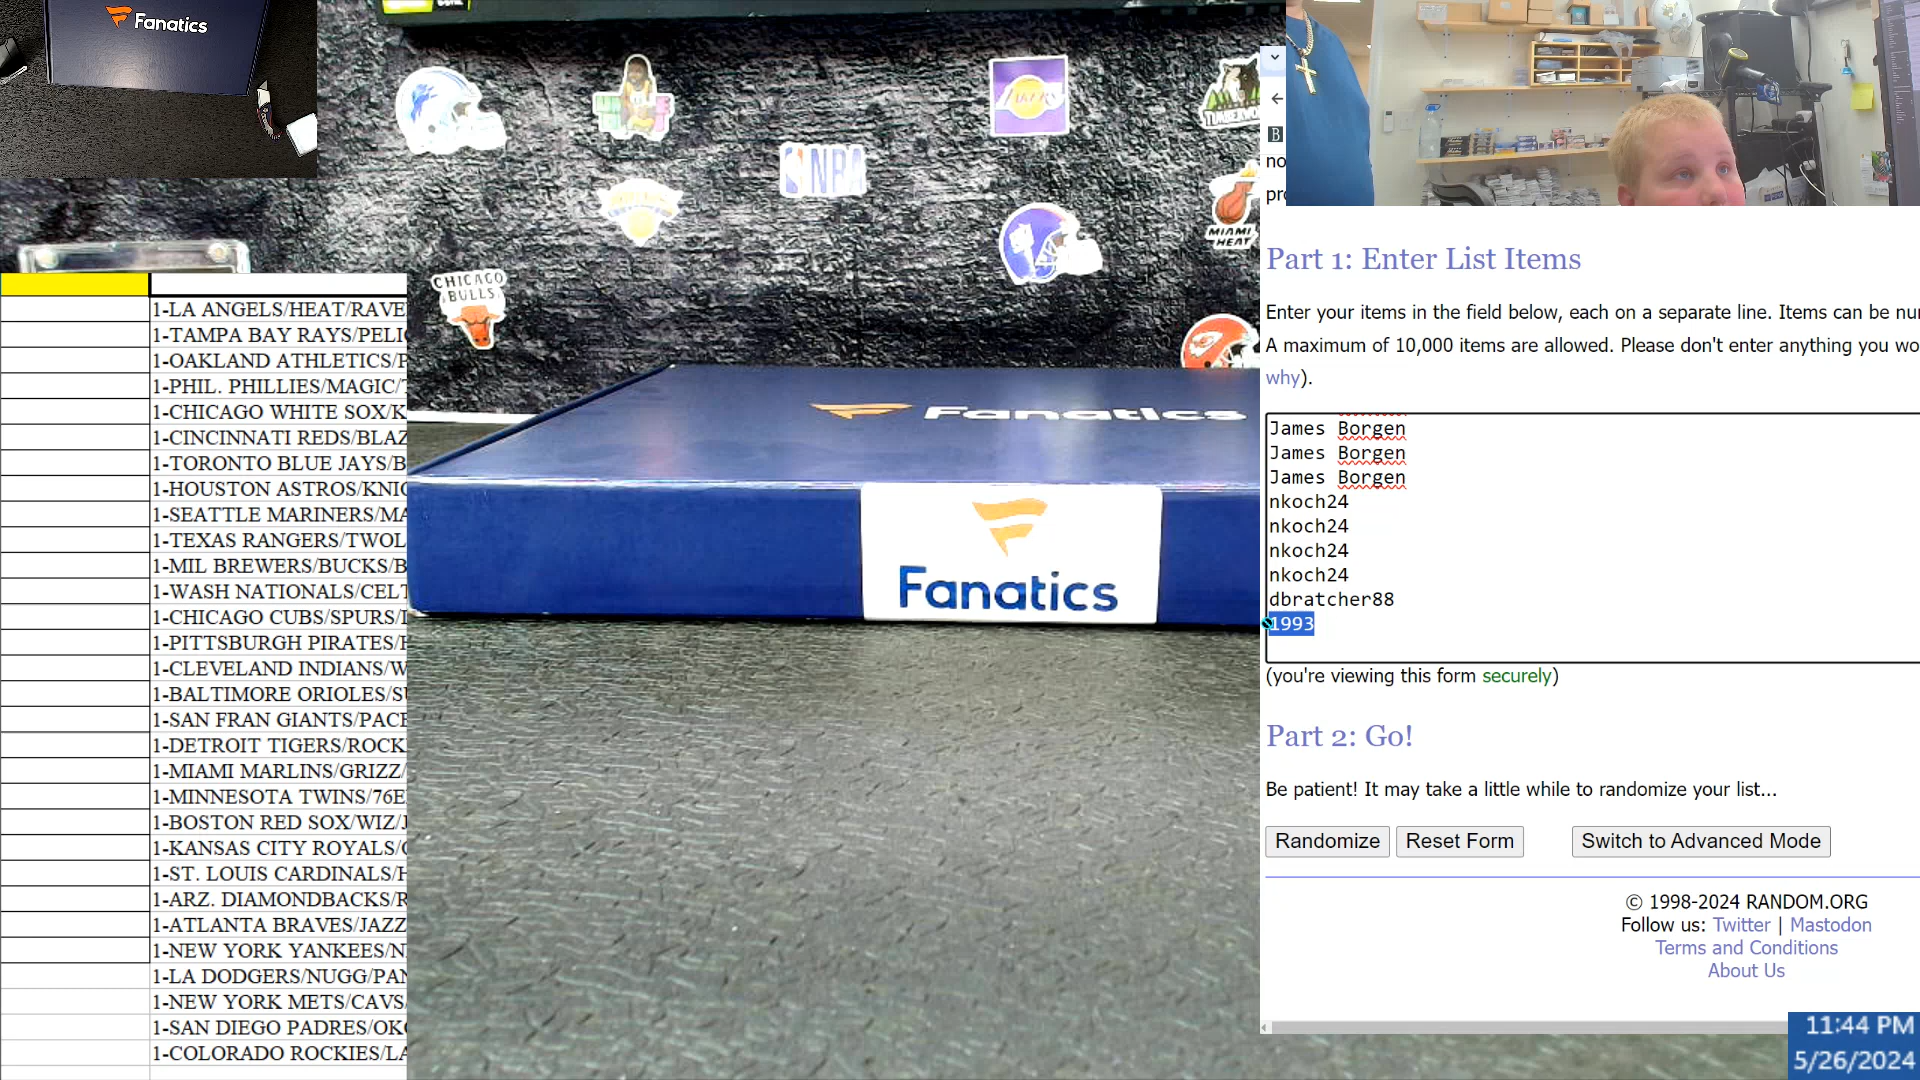 Fanatics
LAKERS
TIMBERWOLVES
NBA
MIAMI
HEAT
CHICAGO
BULLS
Fanatics
Fanatics
1-LA ANGELS/HEAT/RAVE
1-TAMPA BAY RAYS/PELI
1-OAKLAND ATHLETICS/P
1-PHIL. PHILLIES/MAGIC/
1-CHICAGO WHITE SOX/K
1-CINCINNATI REDS/BLAZ
1-TORONTO BLUE JAYS/B
1-HOUSTON ASTROS/KNI
1-SEATTLE MARINERS/MA
1-TEXAS RANGERS/TWOL
1-MIL BREWERS/BUCKS/B
1-WASH NATIONALS/CELT
1-CHICAGO CUBS/SPURS/
1-PITTSBURGH PIRATES/
1-CLEVELAND INDIANS/W
1-BALTIMORE ORIOLES/SU
1-SAN FRAN GIANTS/PACE
1-DETROIT TIGERS/ROCK
1-MIAMI MARLINS/GRIZZ/
1-MINNESOTA TWINS/76E
1-BOSTON RED SOX/WIZ/
1-KANSAS CITY ROYALS/
1-ST. LOUIS CARDINALS/H
1-ARZ. DIAMONDBACKS/R
1-ATLANTA BRAVES/JAZZ
1-NEW YORK YANKEES/N
1-LA DODGERS/NUGG/PAN
1-NEW YORK METS/CAVS/
1-SAN DIEGO PADRES/OK
1-COLORADO ROCKIES/LA
B
no
pro
Part 1: Enter List Items
Enter your items in the field below, each on a separate line. Items can be nu
A maximum of 10,000 items are allowed. Please don't enter anything you wo
why).
James Borgen
James Borgen
James Borgen
nkoch24
nkoch24
nkoch24
nkoch24
dbratcher88
1993
(you're viewing this form securely)
Part 2: Go!
Be patient! It may take a little while to randomize your list...
Randomize Reset Form Switch to Advanced Mode
© 1998-2024 RANDOM.ORG
Follow us: Twitter | Mastodon
Terms and Conditions
About Us
11:44 PM
5/26/2024